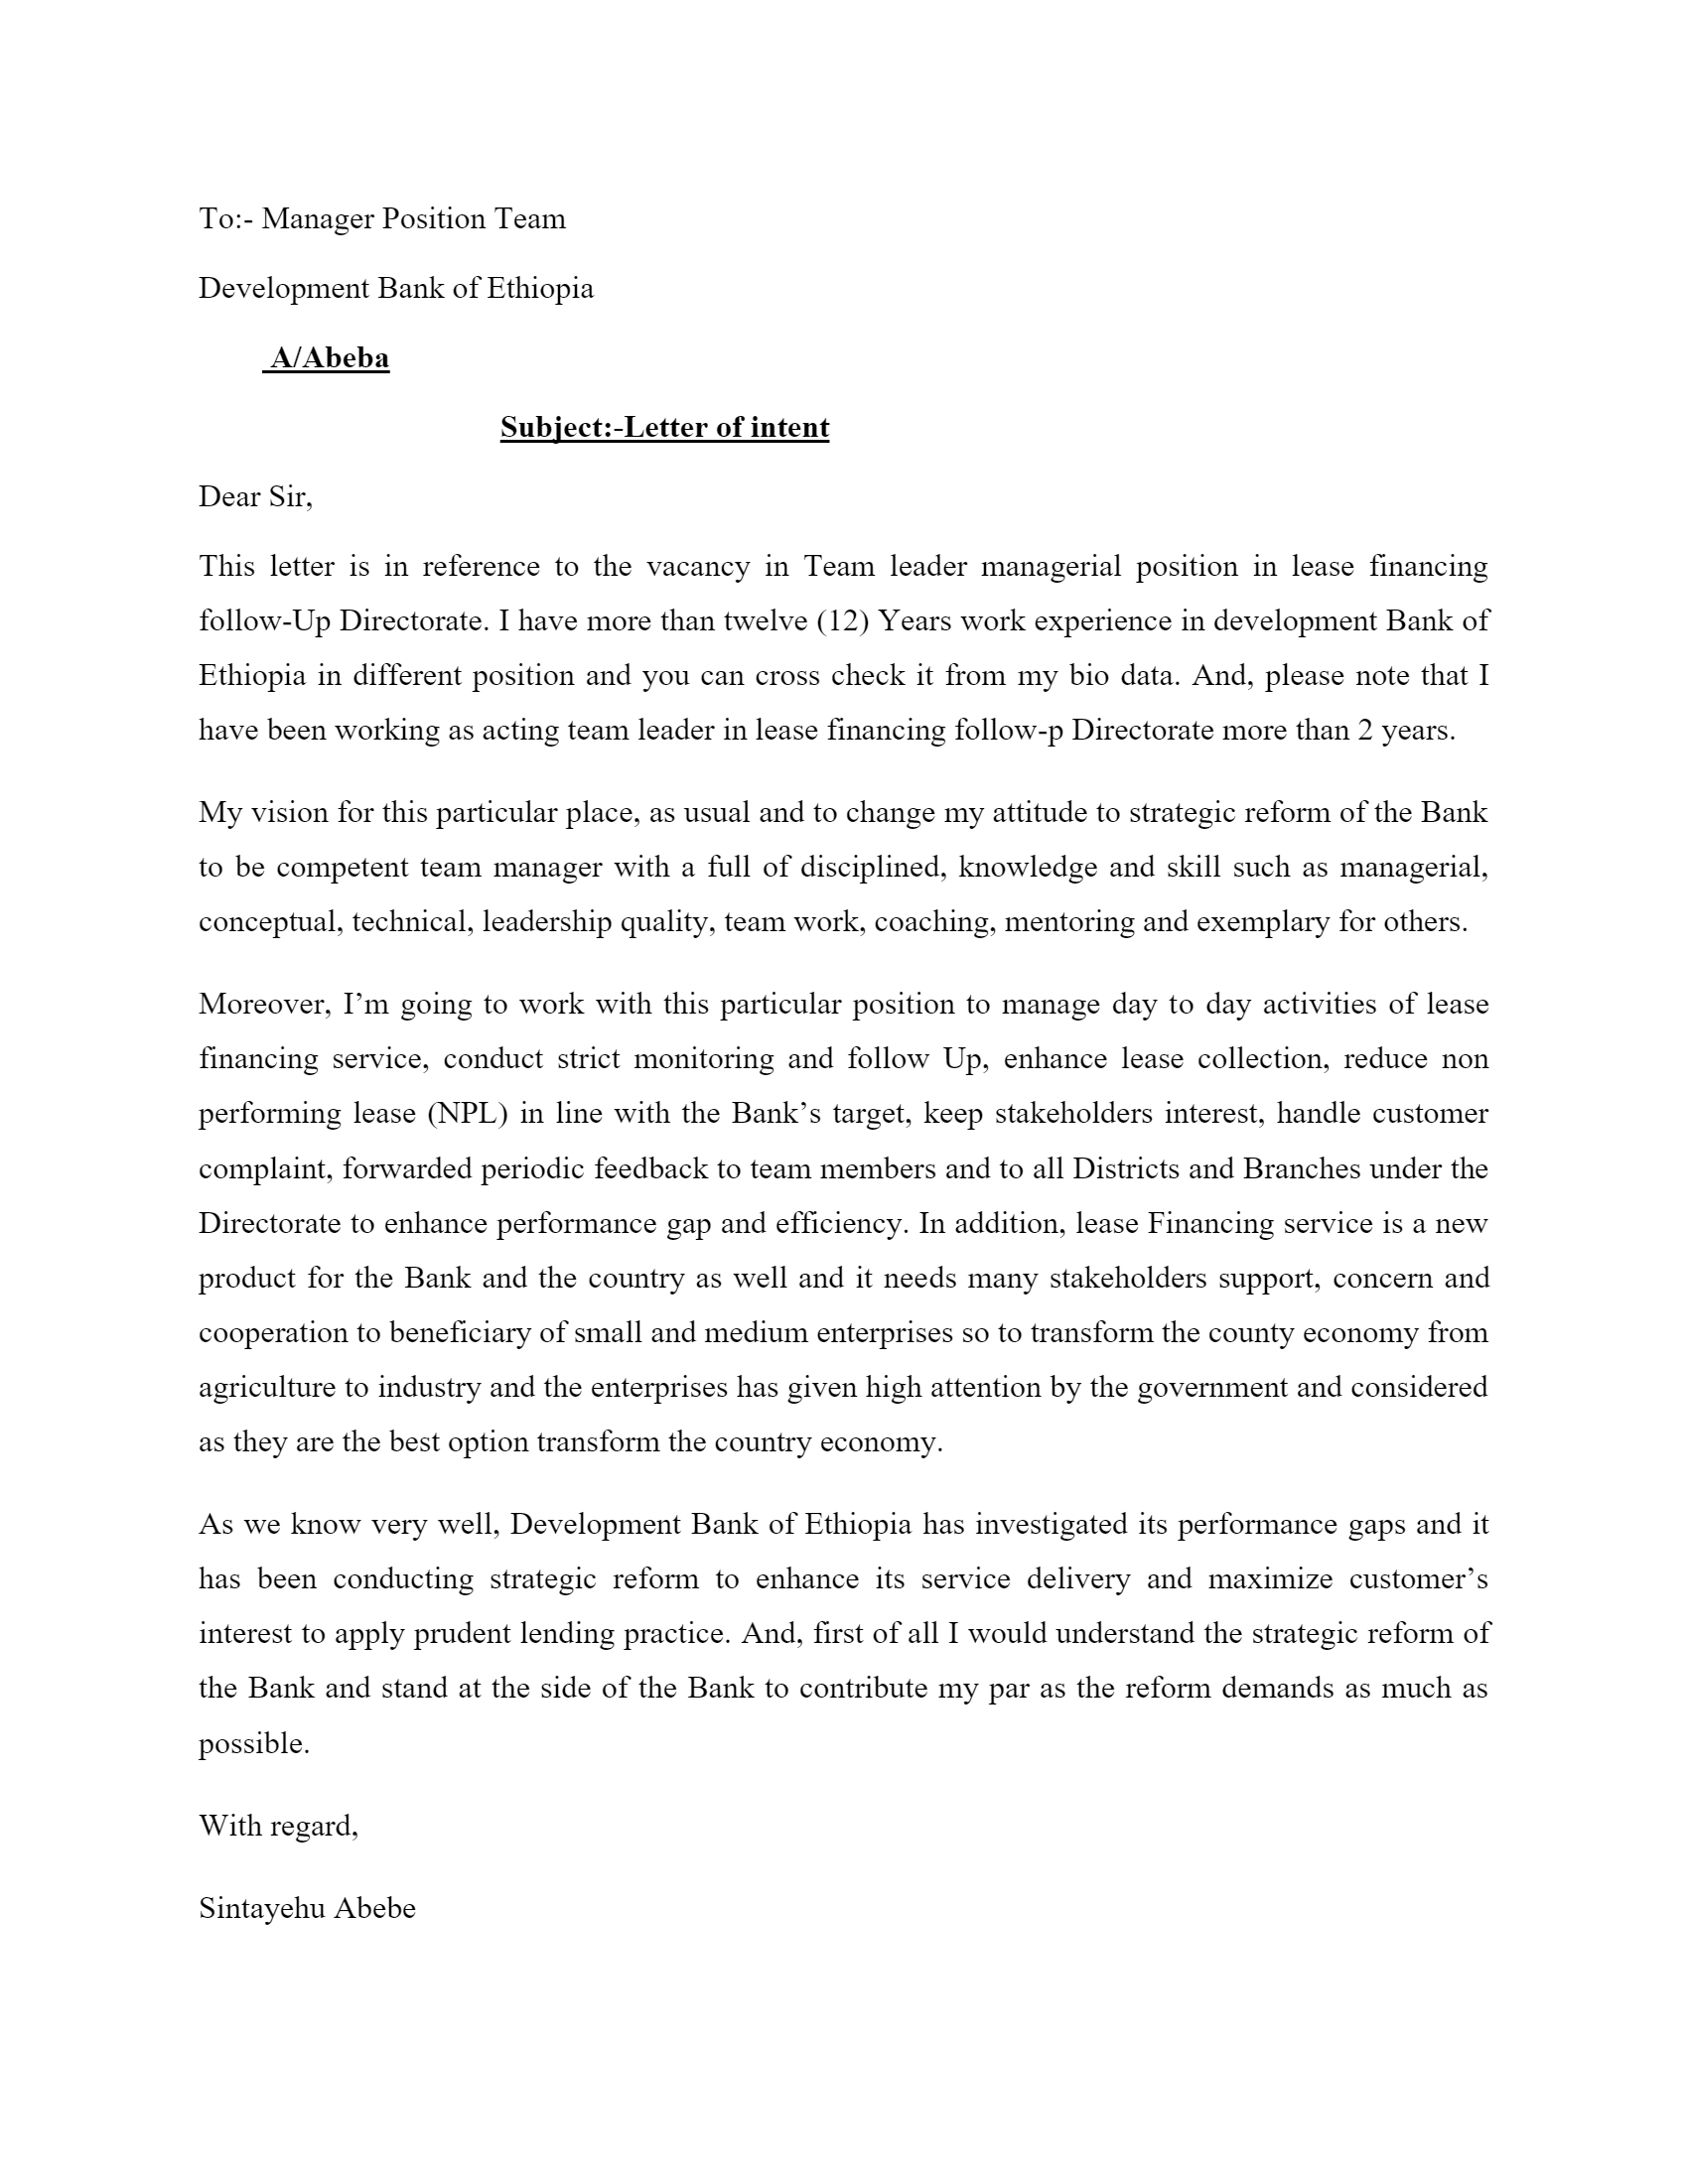 To:- Manager Position Team
Development Bank of Ethiopia
A/Abeba
Subject:-Letter of intent
Dear Sir,
This letter is in reference to the vacancy in Team leader managerial position in lease financing
follow-Up Directorate. I have more than twelve (12) Years work experience in development Bank of
Ethiopia in different position and you can cross check it from my bio data. And, please note that I
have been working as acting team leader in lease financing follow-p Directorate more than 2 years.
My vision for this particular place, as usual and to change my attitude to strategic reform of the Bank
to be competent team manager with a full of disciplined, knowledge and skill such as managerial,
conceptual, technical, leadership quality, team work, coaching, mentoring and exemplary for others.
Moreover, I’m going to work with this particular position to manage day to day activities of lease
financing service, conduct strict monitoring and follow Up, enhance lease collection, reduce non
performing lease (NPL) in line with the Bank’s target, keep stakeholders interest, handle customer
complaint, forwarded periodic feedback to team members and to all Districts and Branches under the
Directorate to enhance performance gap and efficiency. In addition, lease Financing service is a new
product for the Bank and the country as well and it needs many stakeholders support, concern and
cooperation to beneficiary of small and medium enterprises so to transform the county economy from
agriculture to industry and the enterprises has given high attention by the government and considered
as they are the best option transform the country economy.
As we know very well, Development Bank of Ethiopia has investigated its performance gaps and it
has been conducting strategic reform to enhance its service delivery and maximize customer’s
interest to apply prudent lending practice. And, first of all I would understand the strategic reform of
the Bank and stand at the side of the Bank to contribute my par as the reform demands as much as
possible.
With regard,
Sintayehu Abebe